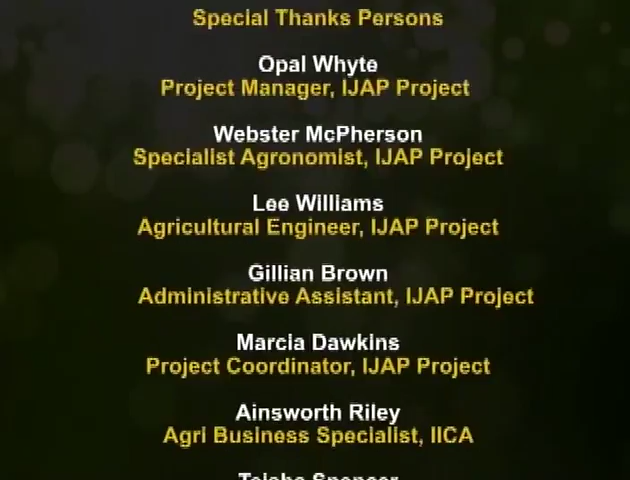 Special Thanks Persons
Opal Whyte
Project Manager, IJAP Project
Webster McPherson
Specialist Agronomist, IJAP Project
Lee Williams
Agricultural Engineer, IJAP Project
Gillian Brown
Administrative Assistant, IJAP Project
Marcia Dawkins
Project Coordinator, IJAP Project
Ainsworth Riley
Agri Business Specialist, IICA
Spencer